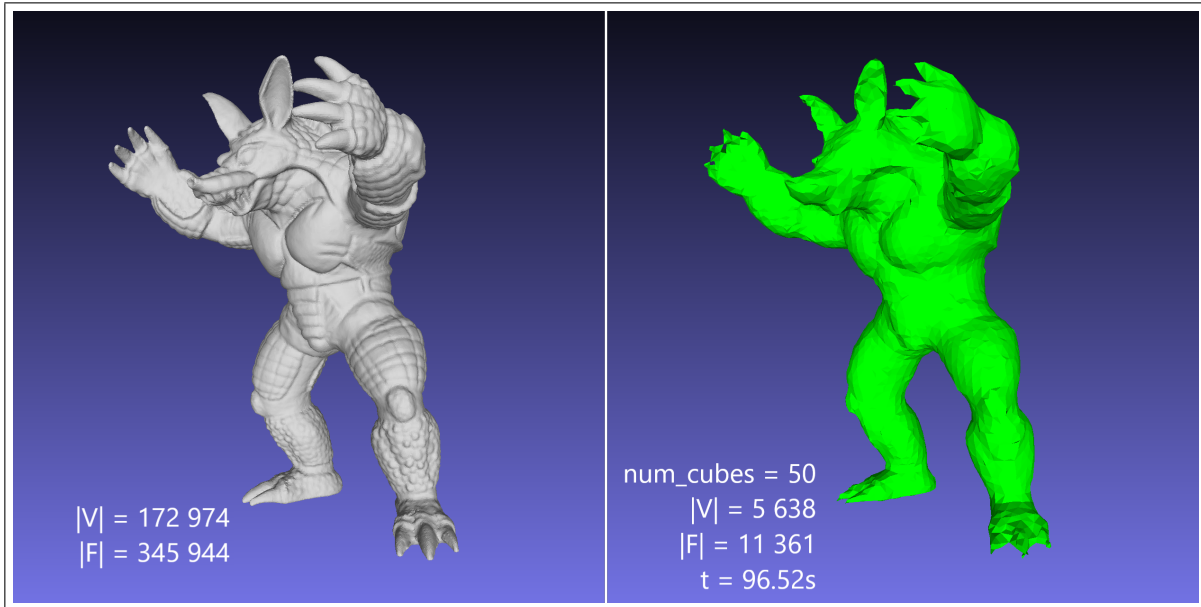 |V| = 172 974
|F| = 345 944
num_cubes = 50
|V| = 5 638
|F| = 11 361
t = 96.52s